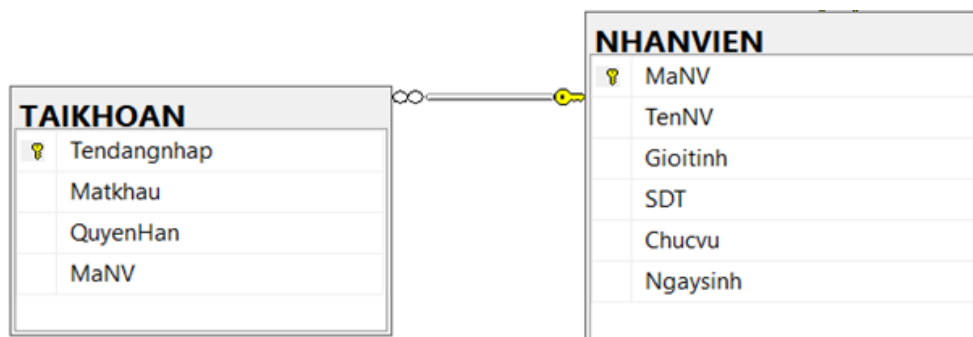 TAIKHOAN
Tendangnhap
Matkhau
QuyenHan
MaNV
NHANVIEN
MaNV
TenNV
Gioitinh
SDT
Chucvu
Ngaysinh